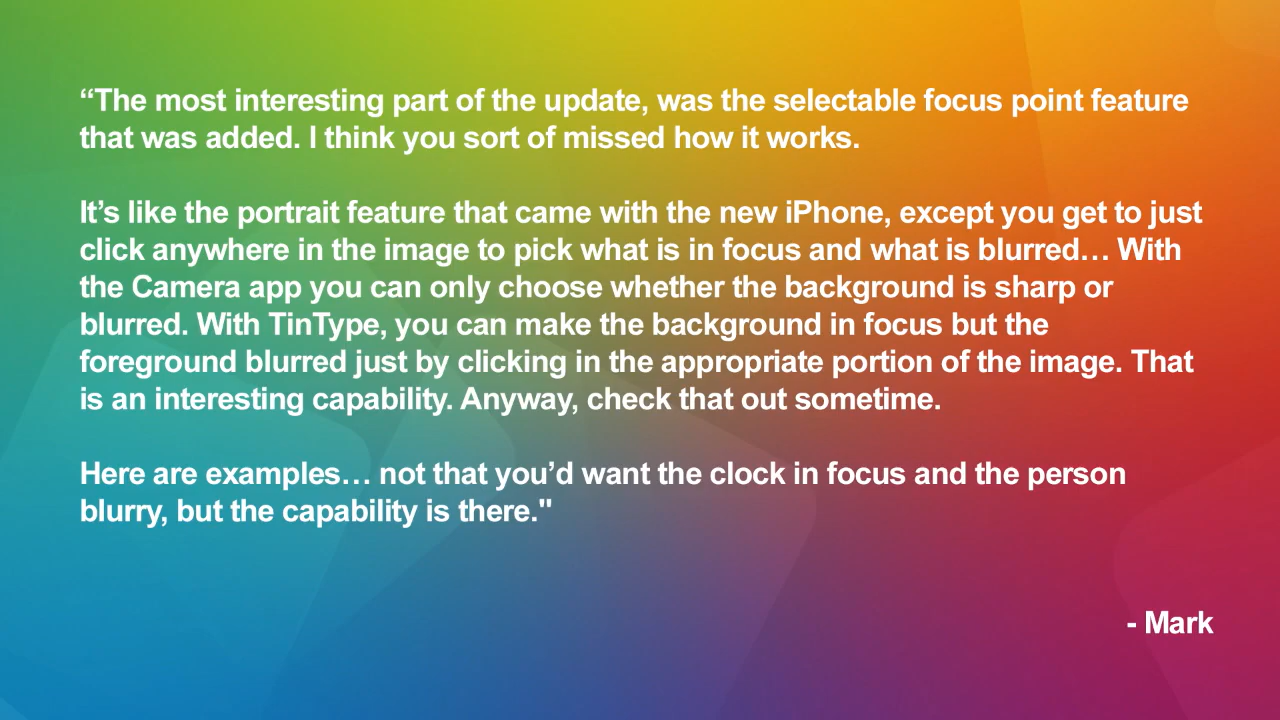 “The most interesting part of the update, was the selectable focus point feature
that was added. I think you sort of missed how it works.
It’s like the portrait feature that came with the new iPhone, except you get to just
click anywhere in the image to pick what is in focus and what is blurred… With
the Camera app you can only choose whether the background is sharp or
blurred. With TinType, you can make the background in focus but the
foreground blurred just by clicking in the appropriate portion of the image. That
is an interesting capability. Anyway, check that out sometime.
Here are examples… not that you’d want the clock in focus and the person
blurry, but the capability is there."
- Mark